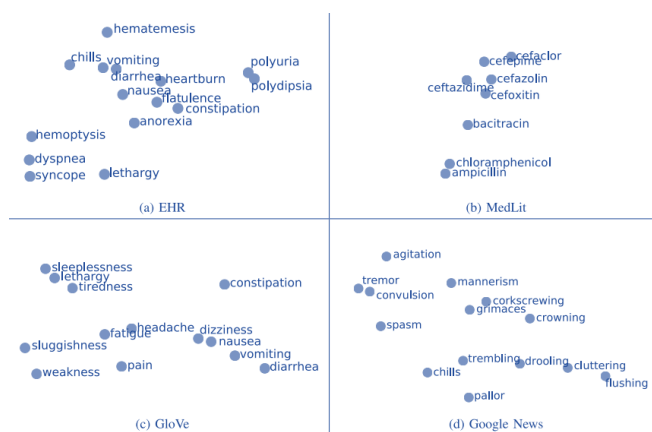 hematemesis
chills
vomiting
diarrhea
heartburn
polyuria
polydipsia
nausea
flatulence
constipation
anorexia
hemoptysis
dyspnea
syncope
lethargy
(a) EHR
cefaclor
cefepime
ceftazidime
cefazolin
cefoxitin
bacitracin
chloramphenicol
ampicillin
(b) MedLit
sleeplessness
lethargy
tiredness
constipation
fatigue
headache
dizziness
nausea
sluggishness
vomiting
weakness
pain
diarrhea
(c) GloVe
agitation
tremor
convulsion
mannerism
corkscrewing
grimaces
crowning
spasm
trembling
drooling
cluttering
chills
flushing
pallor
(d) Google News